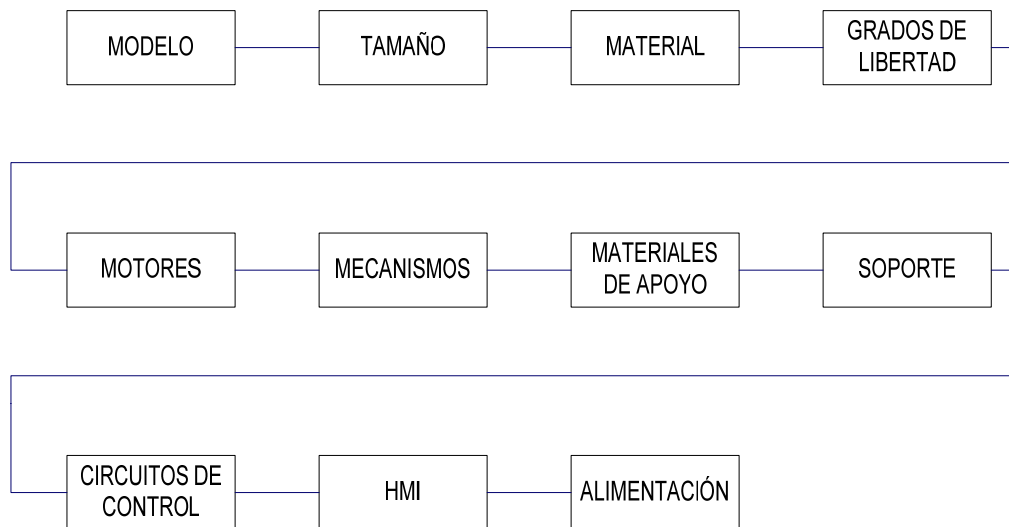 MODELO
TAMAÑO
MATERIAL
GRADOS DE
LIBERTAD
MOTORES
MECANISMOS
MATERIALES
DE APOYO
SOPORTE
CIRCUITOS DE
CONTROL
HMI
ALIMENTACIÓN